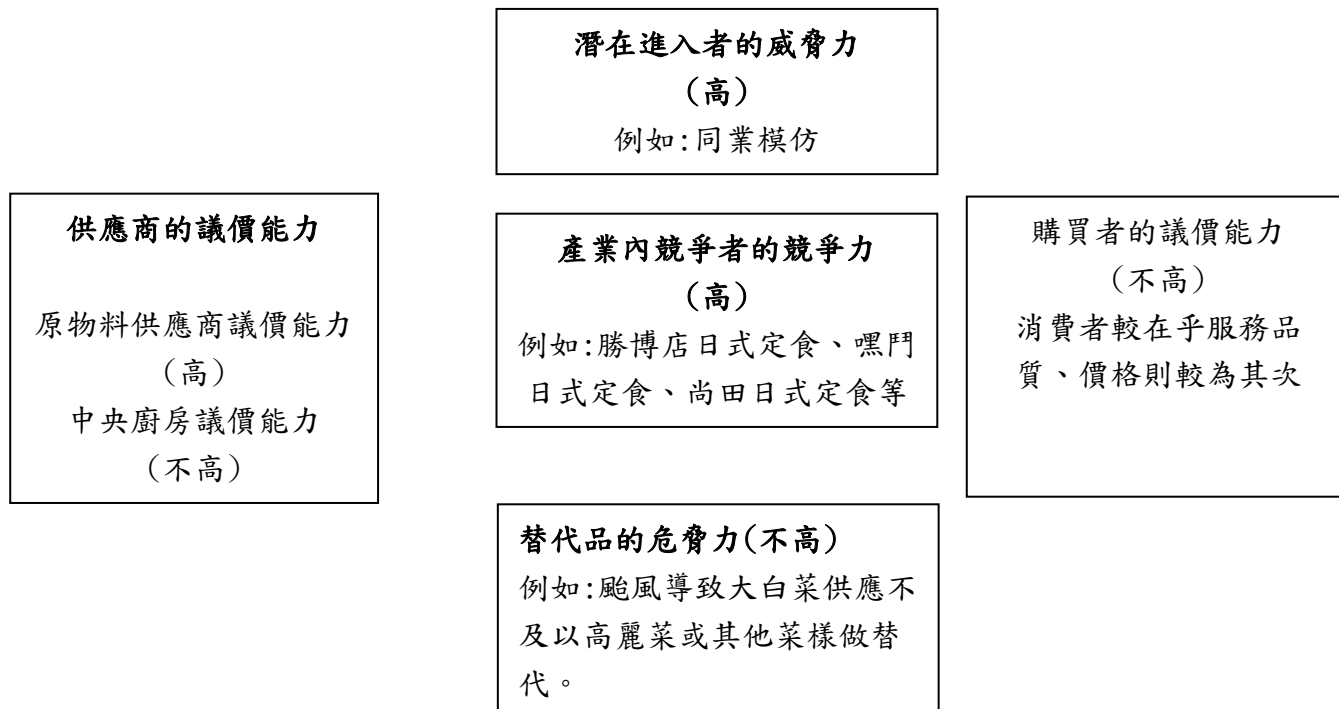 潛在進入者的威脅力
(高)
例如:同業模仿
供應商的議價能力
原物料供應商議價能力
(高)
中央廚房議價能力
(不高)
產業內競爭者的競爭力
(高)
例如:勝博店日式定食、嘿鬥
日式定食、尚田日式定食等
購買者的議價能力
(不高)
消費者較在乎服務品
質、價格則較為其次
替代品的危脅力(不高)
例如:颱風導致大白菜供應不
及以高麗菜或其他菜樣做替
代。